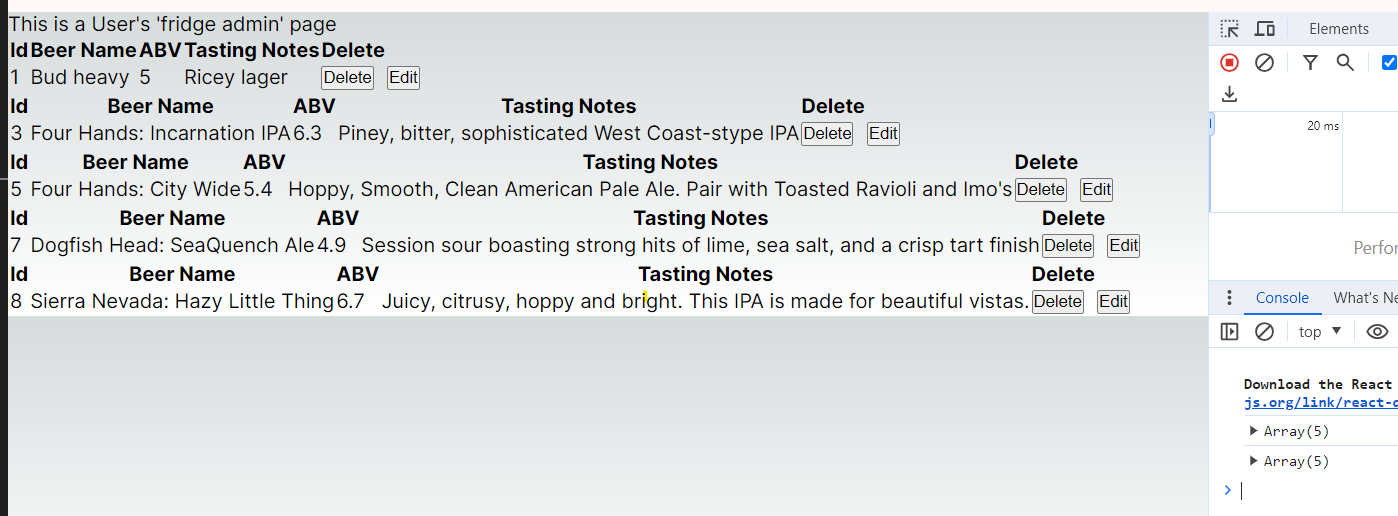 This is a User's 'fridge admin' page
Id Beer Name ABV Tasting Notes Delete
1 Bud heavy 5 Ricey lager Delete Edit
Id Beer Name ABV Tasting Notes Delete
3 Four Hands: Incarnation IPA 6.3 Piney, bitter, sophisticated West Coast-stype IPA Delete Edit
Id Beer Name ABV Tasting Notes Delete
5 Four Hands: City Wide 5.4 Hoppy, Smooth, Clean American Pale Ale. Pair with Toasted Ravioli and Imo's Delete Edit
Id Beer Name ABV Tasting Notes Delete
7 Dogfish Head: SeaQuench Ale 4.9 Session sour boasting strong hits of lime, sea salt, and a crisp tart finish Delete Edit
Id Beer Name ABV Tasting Notes Delete
8 Sierra Nevada: Hazy Little Thing 6.7 Juicy, citrusy, hoppy and bright. This IPA is made for beautiful vistas. Delete Edit
Elements
20 ms
Perfor
Console What's Ne
top
Download the React
js.org/link/react-d
Array(5)
Array(5)